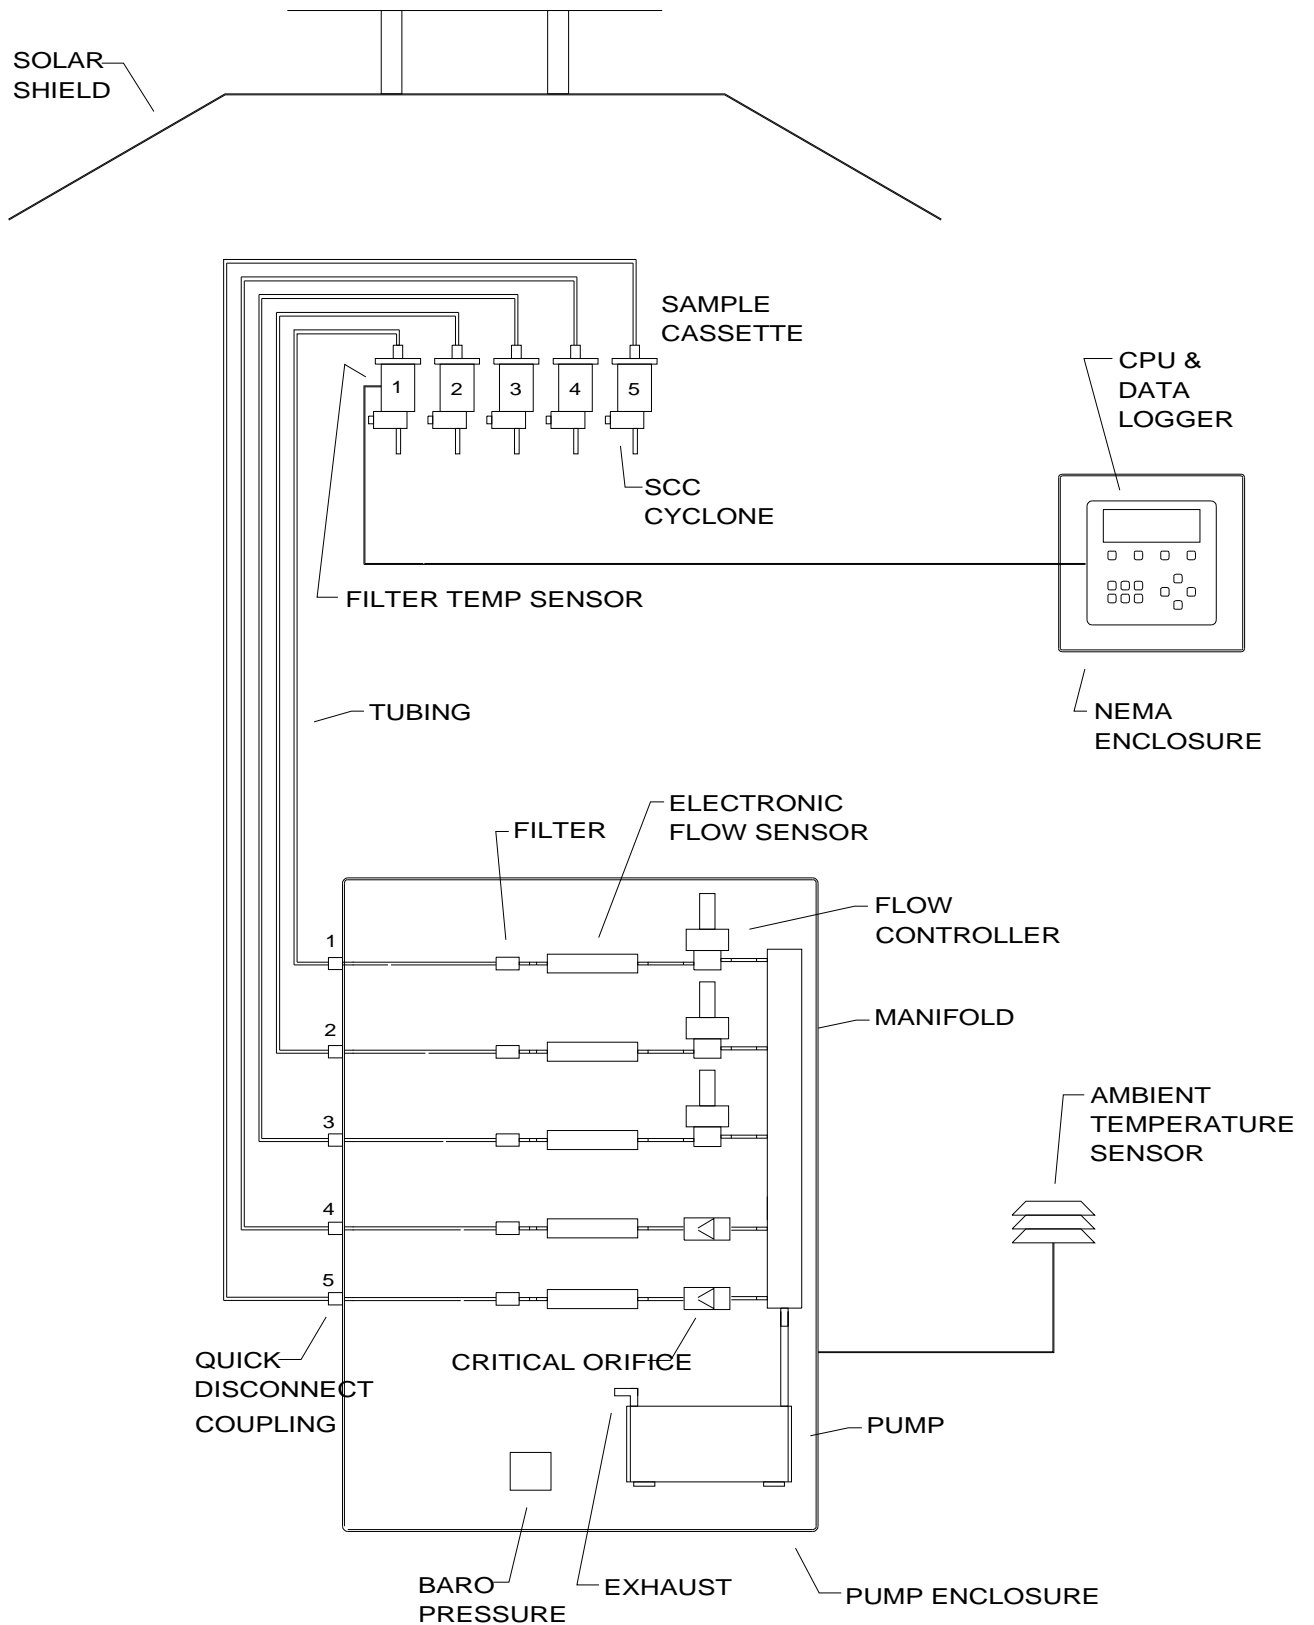 SOLAR
SHIELD
SAMPLE
CASSETTE
1 2 3 4 5
CPU &
DATA
LOGGER
SCC
CYCLONE
FILTER TEMP SENSOR
TUBING
NEMA
ENCLOSURE
ELECTRONIC
FLOW SENSOR
FILTER
FLOW
CONTROLLER
1
MANIFOLD
2
AMBIENT
TEMPERATURE
SENSOR
3
4
5
QUICK
DISCONNECT
COUPLING
CRITICAL ORIFICE
PUMP
BARO
PRESSURE
EXHAUST
PUMP ENCLOSURE